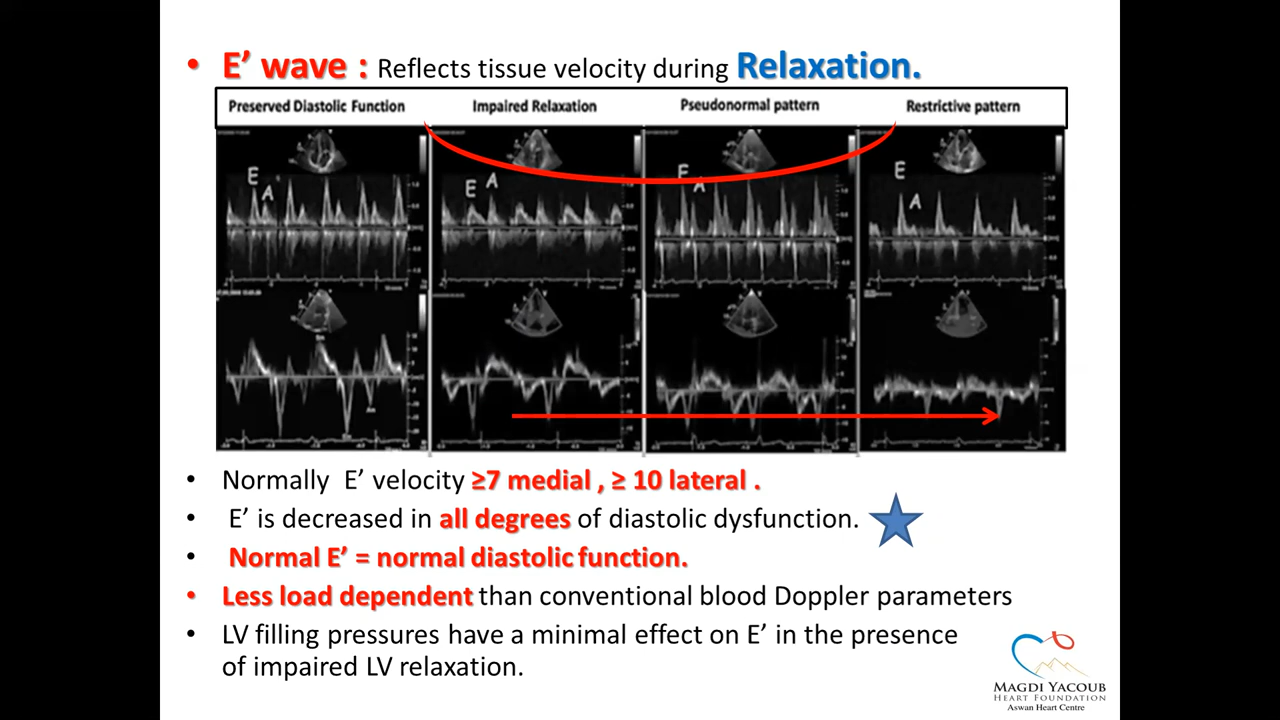 • E’ wave : Reflects tissue velocity during Relaxation.
Preserved Diastolic Function Impaired Relaxation Pseudonormal pattern Restrictive pattern
E A E A E A E A
• Normally E’ velocity ≥7 medial , ≥ 10 lateral .
• E’ is decreased in all degrees of diastolic dysfunction.
• Normal E’ = normal diastolic function.
• Less load dependent than conventional blood Doppler parameters
• LV filling pressures have a minimal effect on E’ in the presence
of impaired LV relaxation.
MAGDI YACOUB
HEART FOUNDATION
Aswan Heart Centre